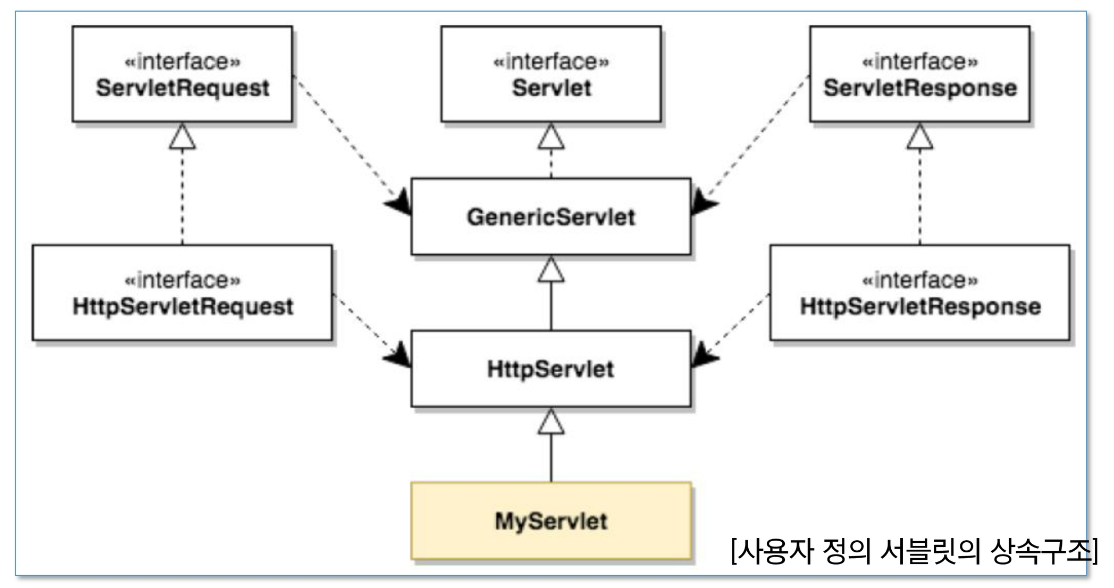 «interface»
ServletRequest
«interface»
Servlet
«interface»
ServletResponse
GenericServlet
«interface»
HttpServletRequest
«interface»
HttpServletResponse
HttpServlet
MyServlet
[사용자 정의 서블릿의 상속구조]